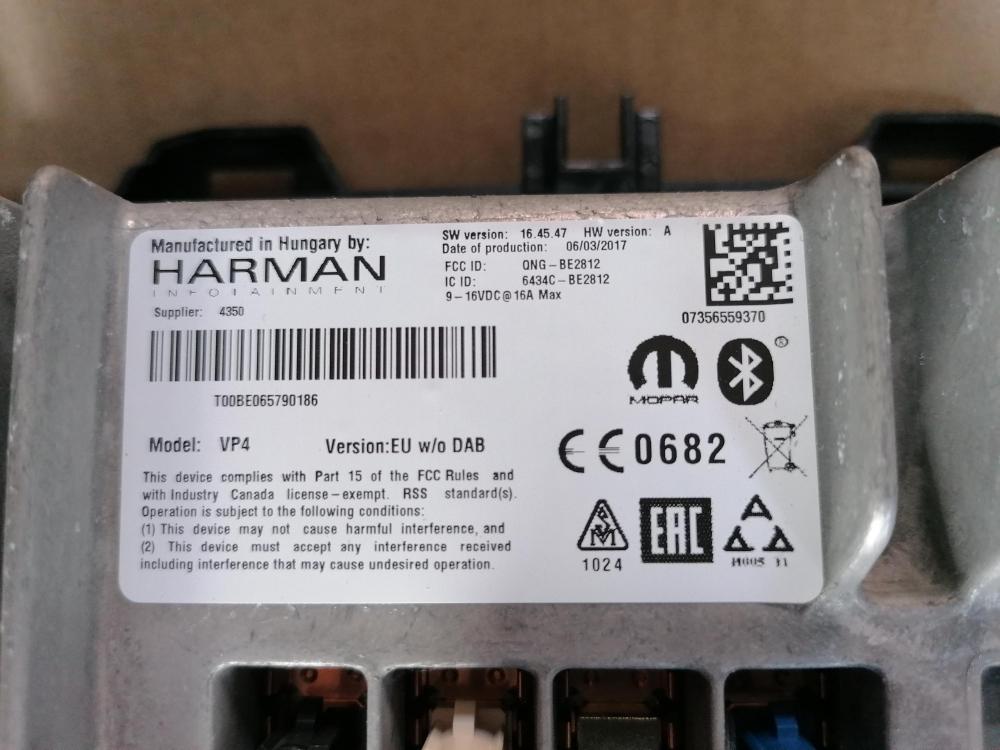 Manufactured in Hungary by:
HARMAN
INFOTAINMENT
Supplier: 4350
SW version: 16.45.47 HW version: A
Date of production: 06/03/2017
FCC ID: QNG-BE2812
IC ID: 6434C-BE2812
9-16VDC@16A Max
07356559370
T00BE065790186
MOPAR
®
Model: VP4 Version:EU w/o DAB
CE CE 0682
This device complies with Part 15 of the FCC Rules and
with Industry Canada license-exempt. RSS standard(s).
Operation is subject to the following conditions:
(1) This device may not cause harmful interference, and
(2) This device must accept any interference received
including interference that may cause undesired operation.
1024
EAC